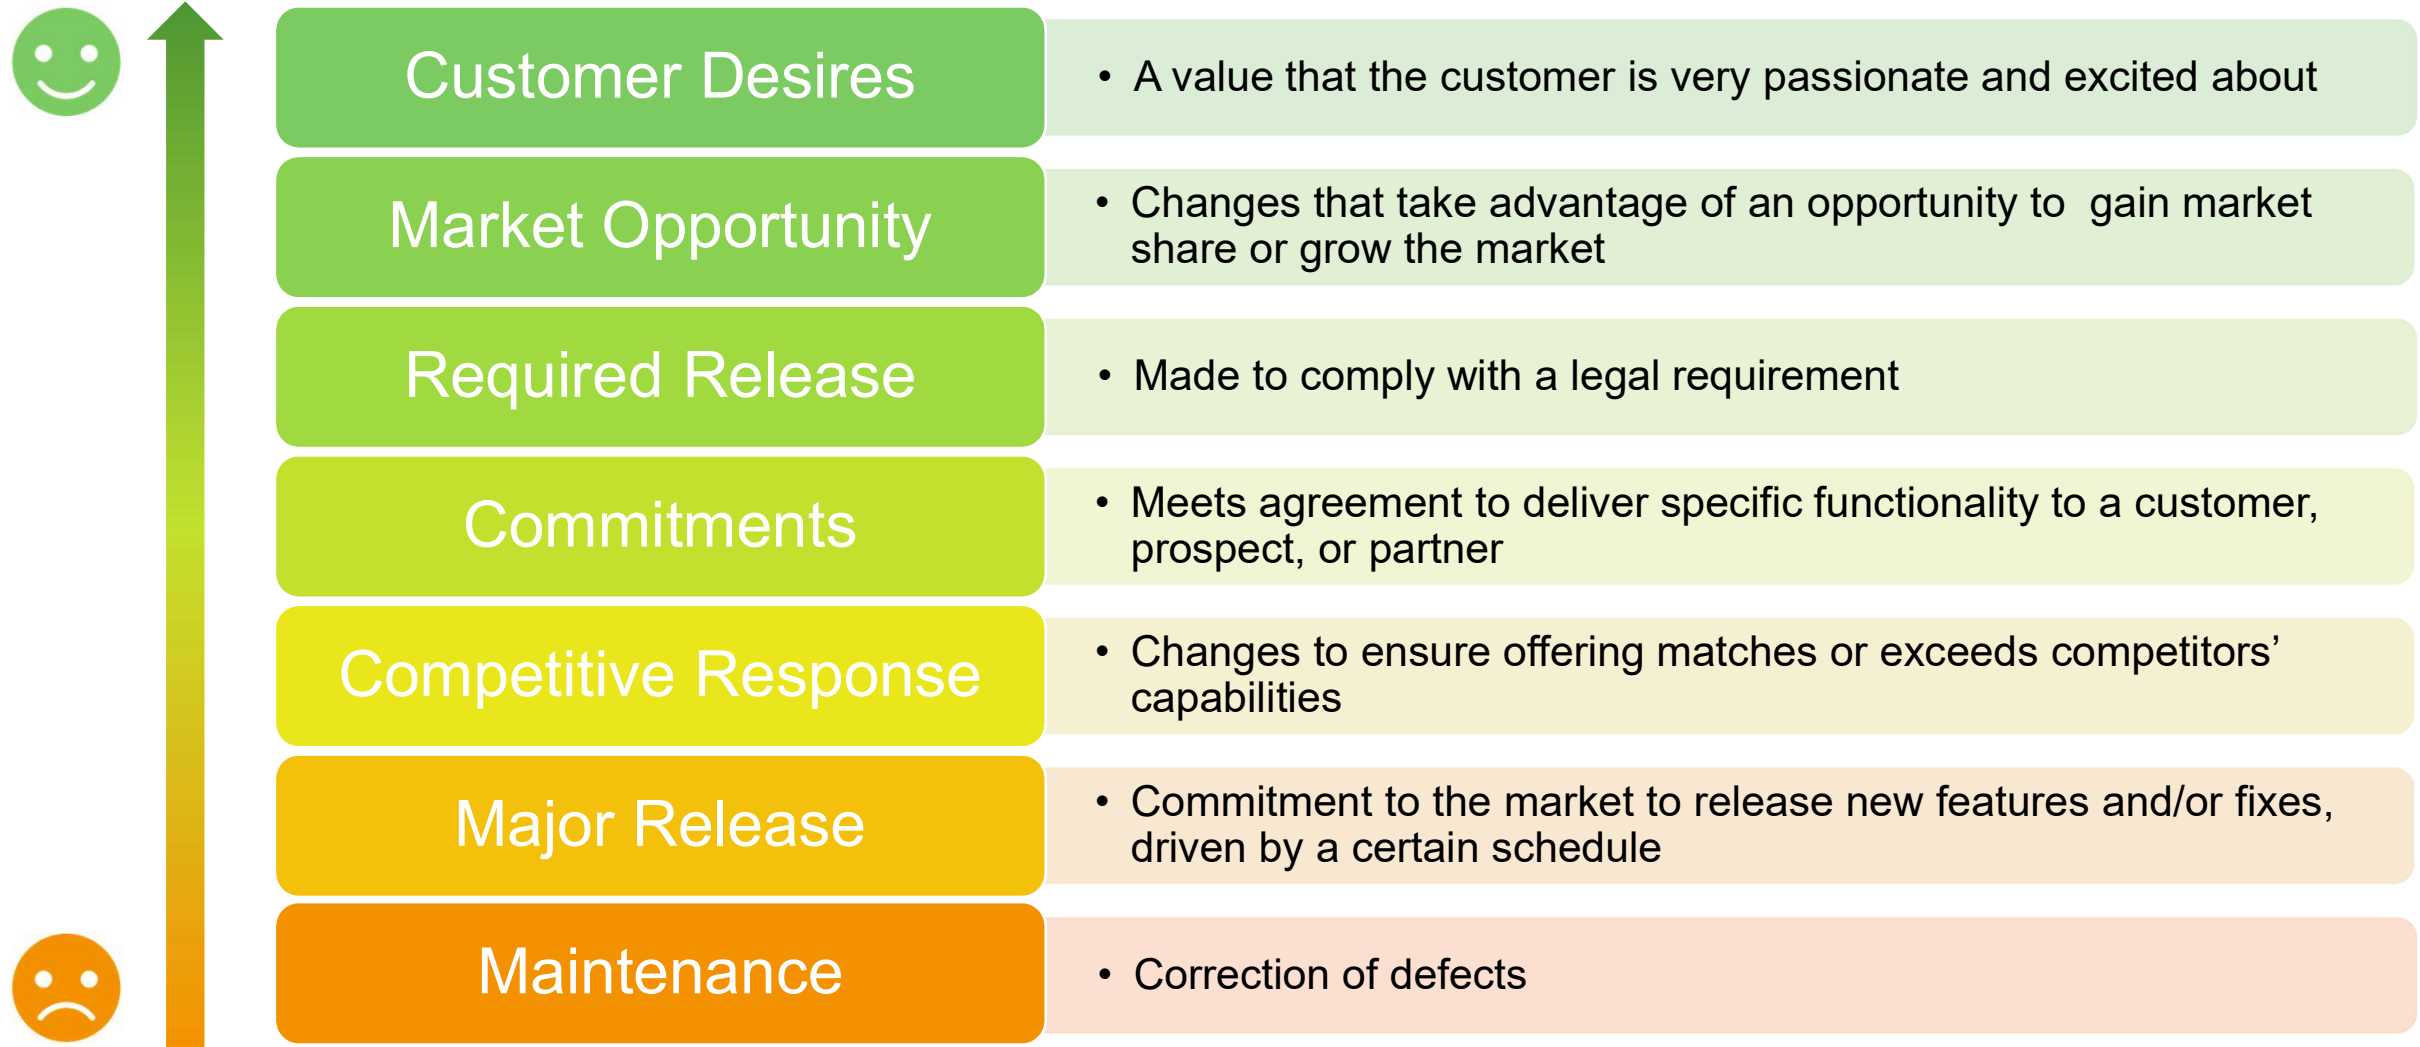 Customer Desires
• A value that the customer is very passionate and excited about
Market Opportunity
• Changes that take advantage of an opportunity to  gain market
share or grow the market
Required Release
• Made to comply with a legal requirement
Commitments
• Meets agreement to deliver specific functionality to a customer,
prospect, or partner
Competitive Response
• Changes to ensure offering matches or exceeds competitors’
capabilities
Major Release
• Commitment to the market to release new features and/or fixes,
driven by a certain schedule
Maintenance
• Correction of defects